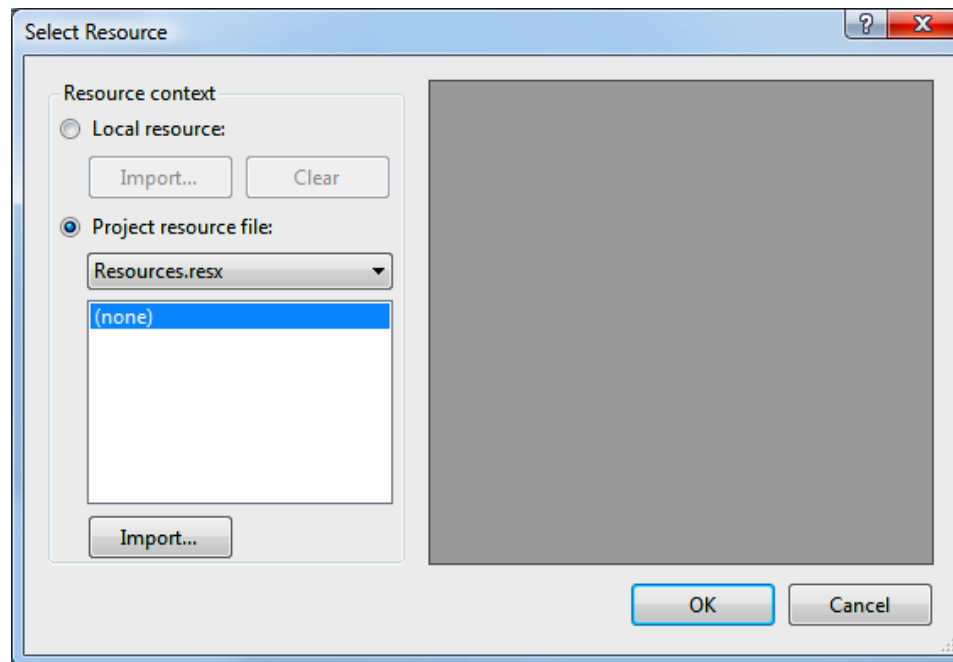 Select Resource
Resource context
Local resource:
Import...
Clear
Project resource file:
Resources.resx
(none)
Import...
OK
Cancel